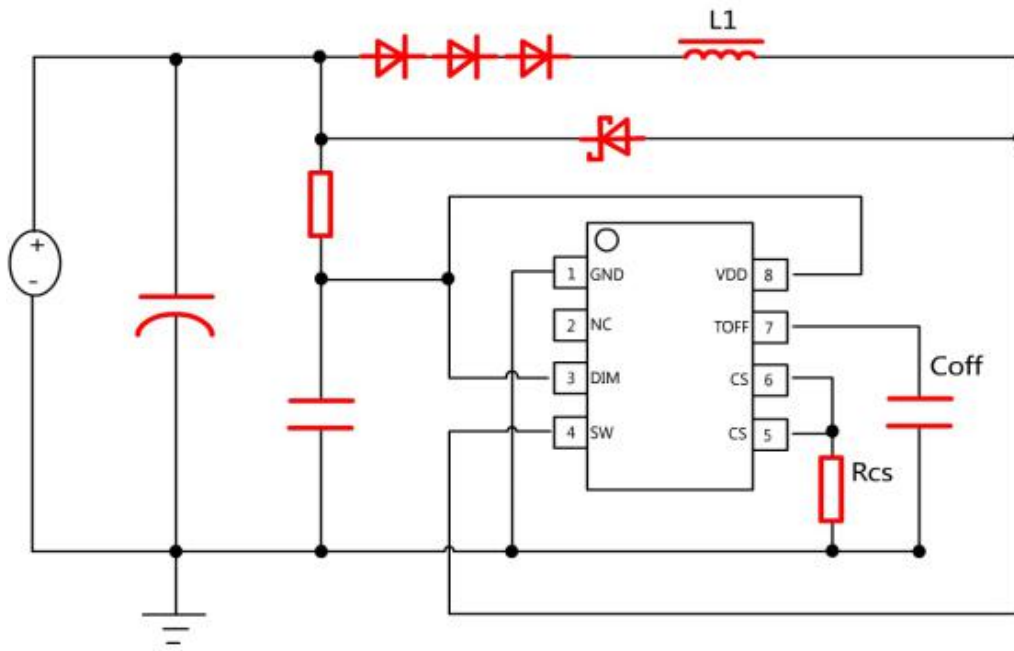 L1
+
-
1 GND
VDD 8
2 NC
TOFF 7
3 DIM
CS 6
Coff
4 SW
CS 5
Rcs